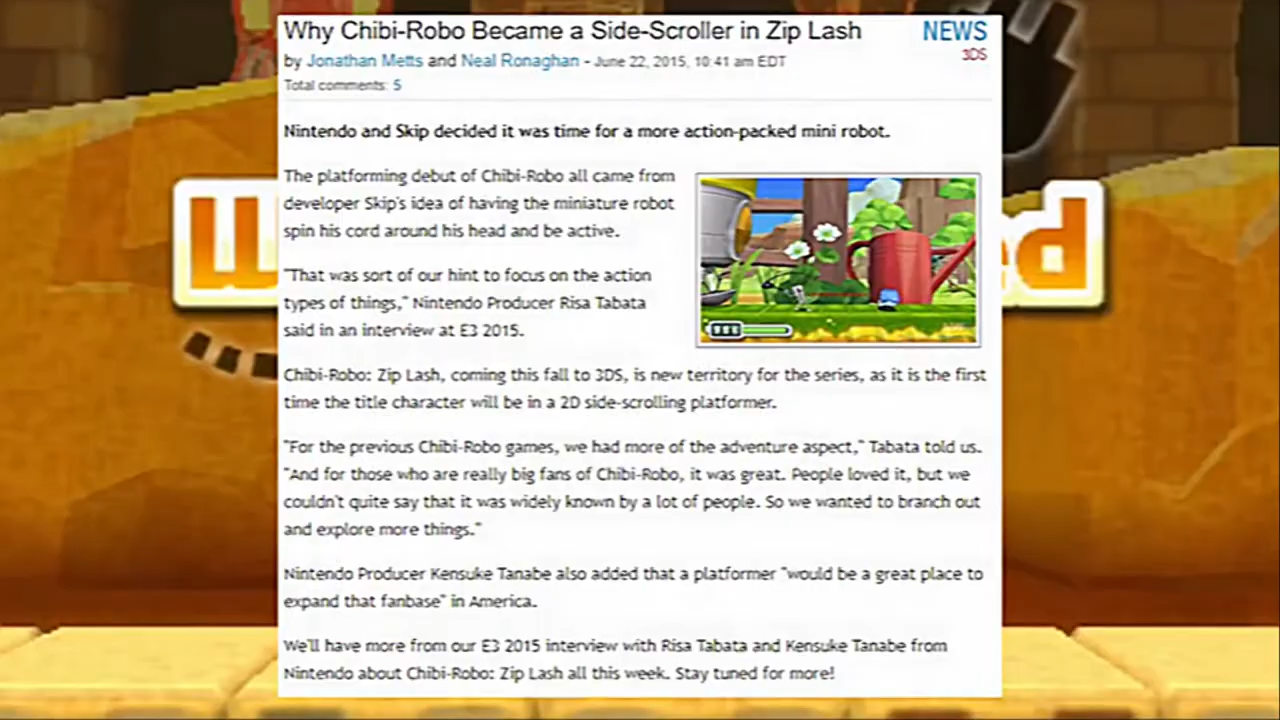 Why Chibi-Robo Became a Side-Scroller in Zip Lash
NEWS
by Jonathan Metts and Neal Ronaghan - June 22, 2015, 10:41 am EDT
3DS
Total comments: 5
Nintendo and Skip decided it was time for a more action-packed mini robot.
The platforming debut of Chibi-Robo all came from
developer Skip's idea of having the miniature robot
spin his cord around his head and be active.
"That was sort of our hint to focus on the action
types of things," Nintendo Producer Risa Tabata
said in an interview at E3 2015.
Chibi-Robo: Zip Lash, coming this fall to 3DS, is new territory for the series, as it is the first
time the title character will be in a 2D side-scrolling platformer.
"For the previous Chibi-Robo games, we had more of the adventure aspect," Tabata told us.
"And for those who are really big fans of Chibi-Robo, it was great. People loved it, but we
couldn't quite say that it was widely known by a lot of people. So we wanted to branch out
and explore more things."
Nintendo Producer Kensuke Tanabe also added that a platformer "would be a great place to
expand that fanbase" in America.
We'll have more from our E3 2015 interview with Risa Tabata and Kensuke Tanabe from
Nintendo about Chibi-Robo: Zip Lash all this week. Stay tuned for more!